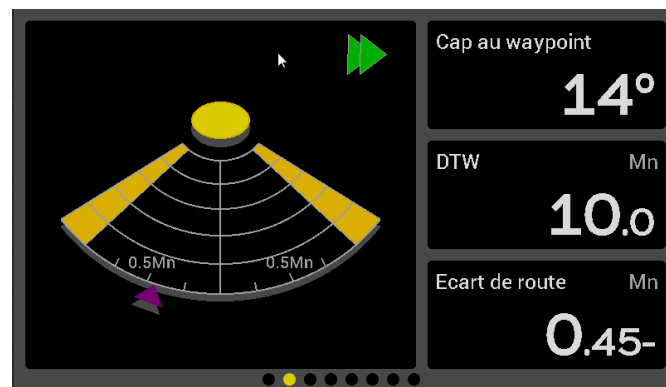 Cap au waypoint
14°
DTW Mn
10.0
0.5Mn 0.5Mn
Ecart de route Mn
0.45-